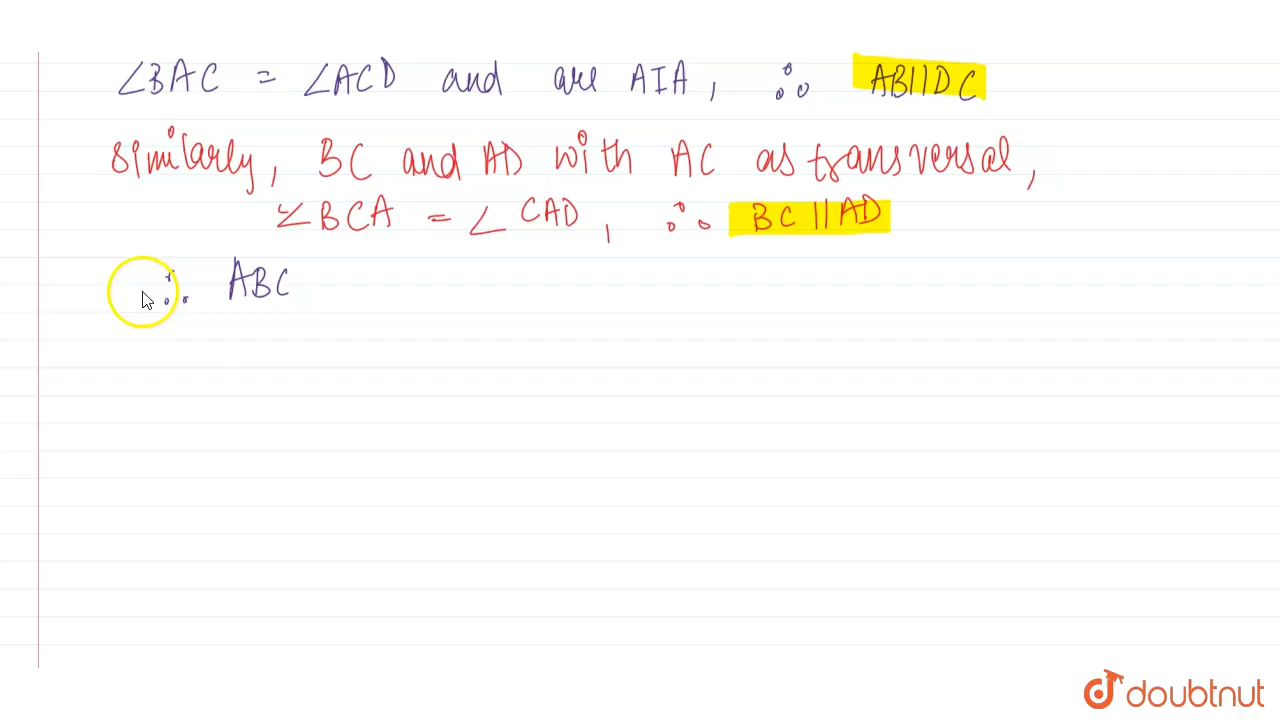 ∠BAC = ∠ACD and are AIA, ∴ AB||DC
Similarly, BC and AD with AC as transversal,
∠BCA = ∠CAD, ∴ BC||AD
∴ ABC
doubtnut